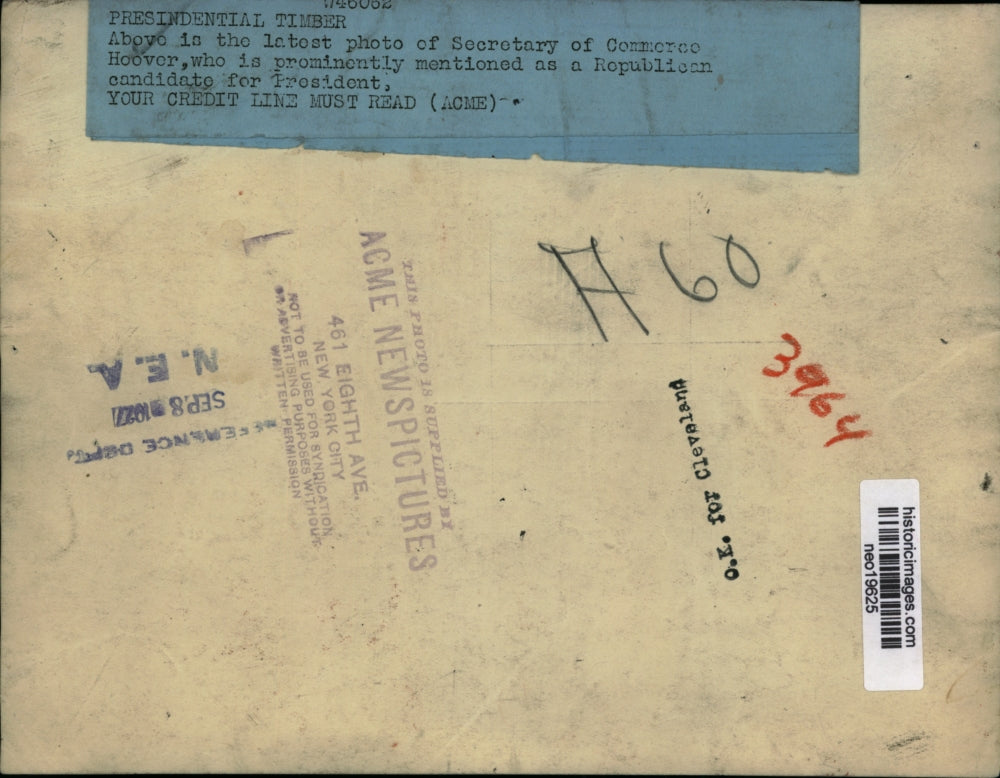 PRESINDENTIAL TIMBER
Above is the latest photo of Secretary of Commerce
Hoover,who is prominently mentioned as a Republican
candidate for President,
YOUR CREDIT LINE MUST READ (ACME)
THIS PHOTO IS SUPPLIED BY
ACME NEWSPICTURES
461 EIGHTH AVE.
NEW YORK CITY
NOT TO BE USED FOR SYNDICATION
OR ADVERTISING PURPOSES WITHOUT
WRITTEN PERMISSION
N. E. A.
SEP 8 1927
DEPT.
3964
O.K. for Cleveland
historicimages.com
neo19625